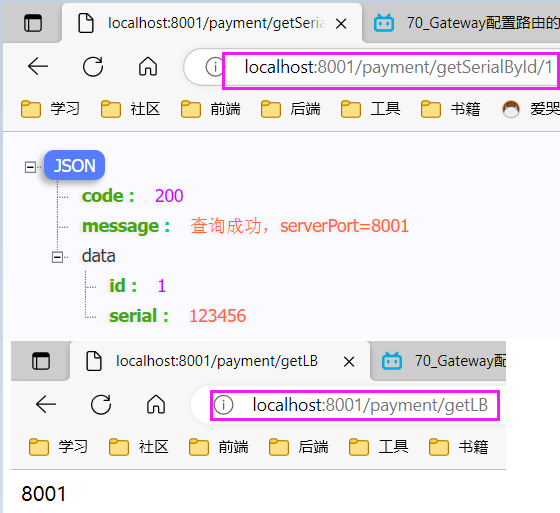 localhost:8001/payment/getSeria
70_Gateway配置路由的
localhost:8001/payment/getSerialById/1
学习 社区 前端 后端 工具 书籍 爱哭
JSON
code : 200
message : 查询成功，serverPort=8001
data
id : 1
serial : 123456
localhost:8001/payment/getLB
70_Gateway配
localhost:8001/payment/getLB
学习 社区 前端 后端 工具 书籍
8001